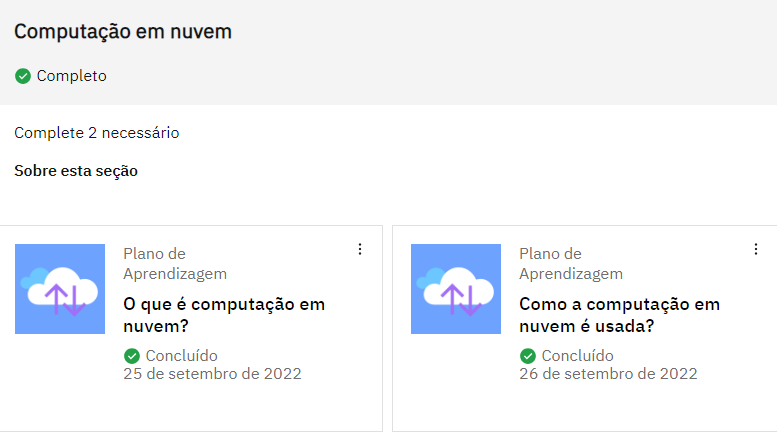 Computação em nuvem
Completo
Complete 2 necessário
Sobre esta seção
Plano de
Aprendizagem
O que é computação em
nuvem?
Concluído
25 de setembro de 2022
Plano de
Aprendizagem
Como a computação em
nuvem é usada?
Concluído
26 de setembro de 2022